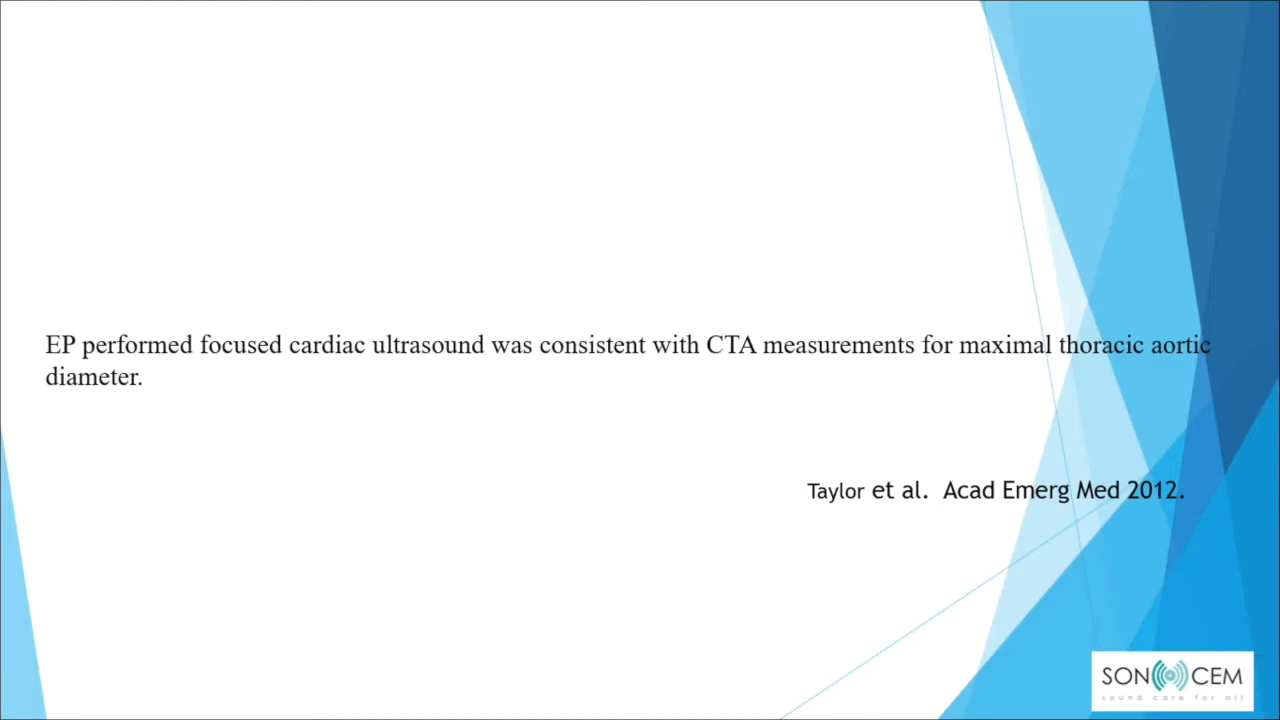 EP performed focused cardiac ultrasound was consistent with CTA measurements for maximal thoracic aortic
diameter.
Taylor et al.  Acad Emerg Med 2012.
SON CEM
sound care for all